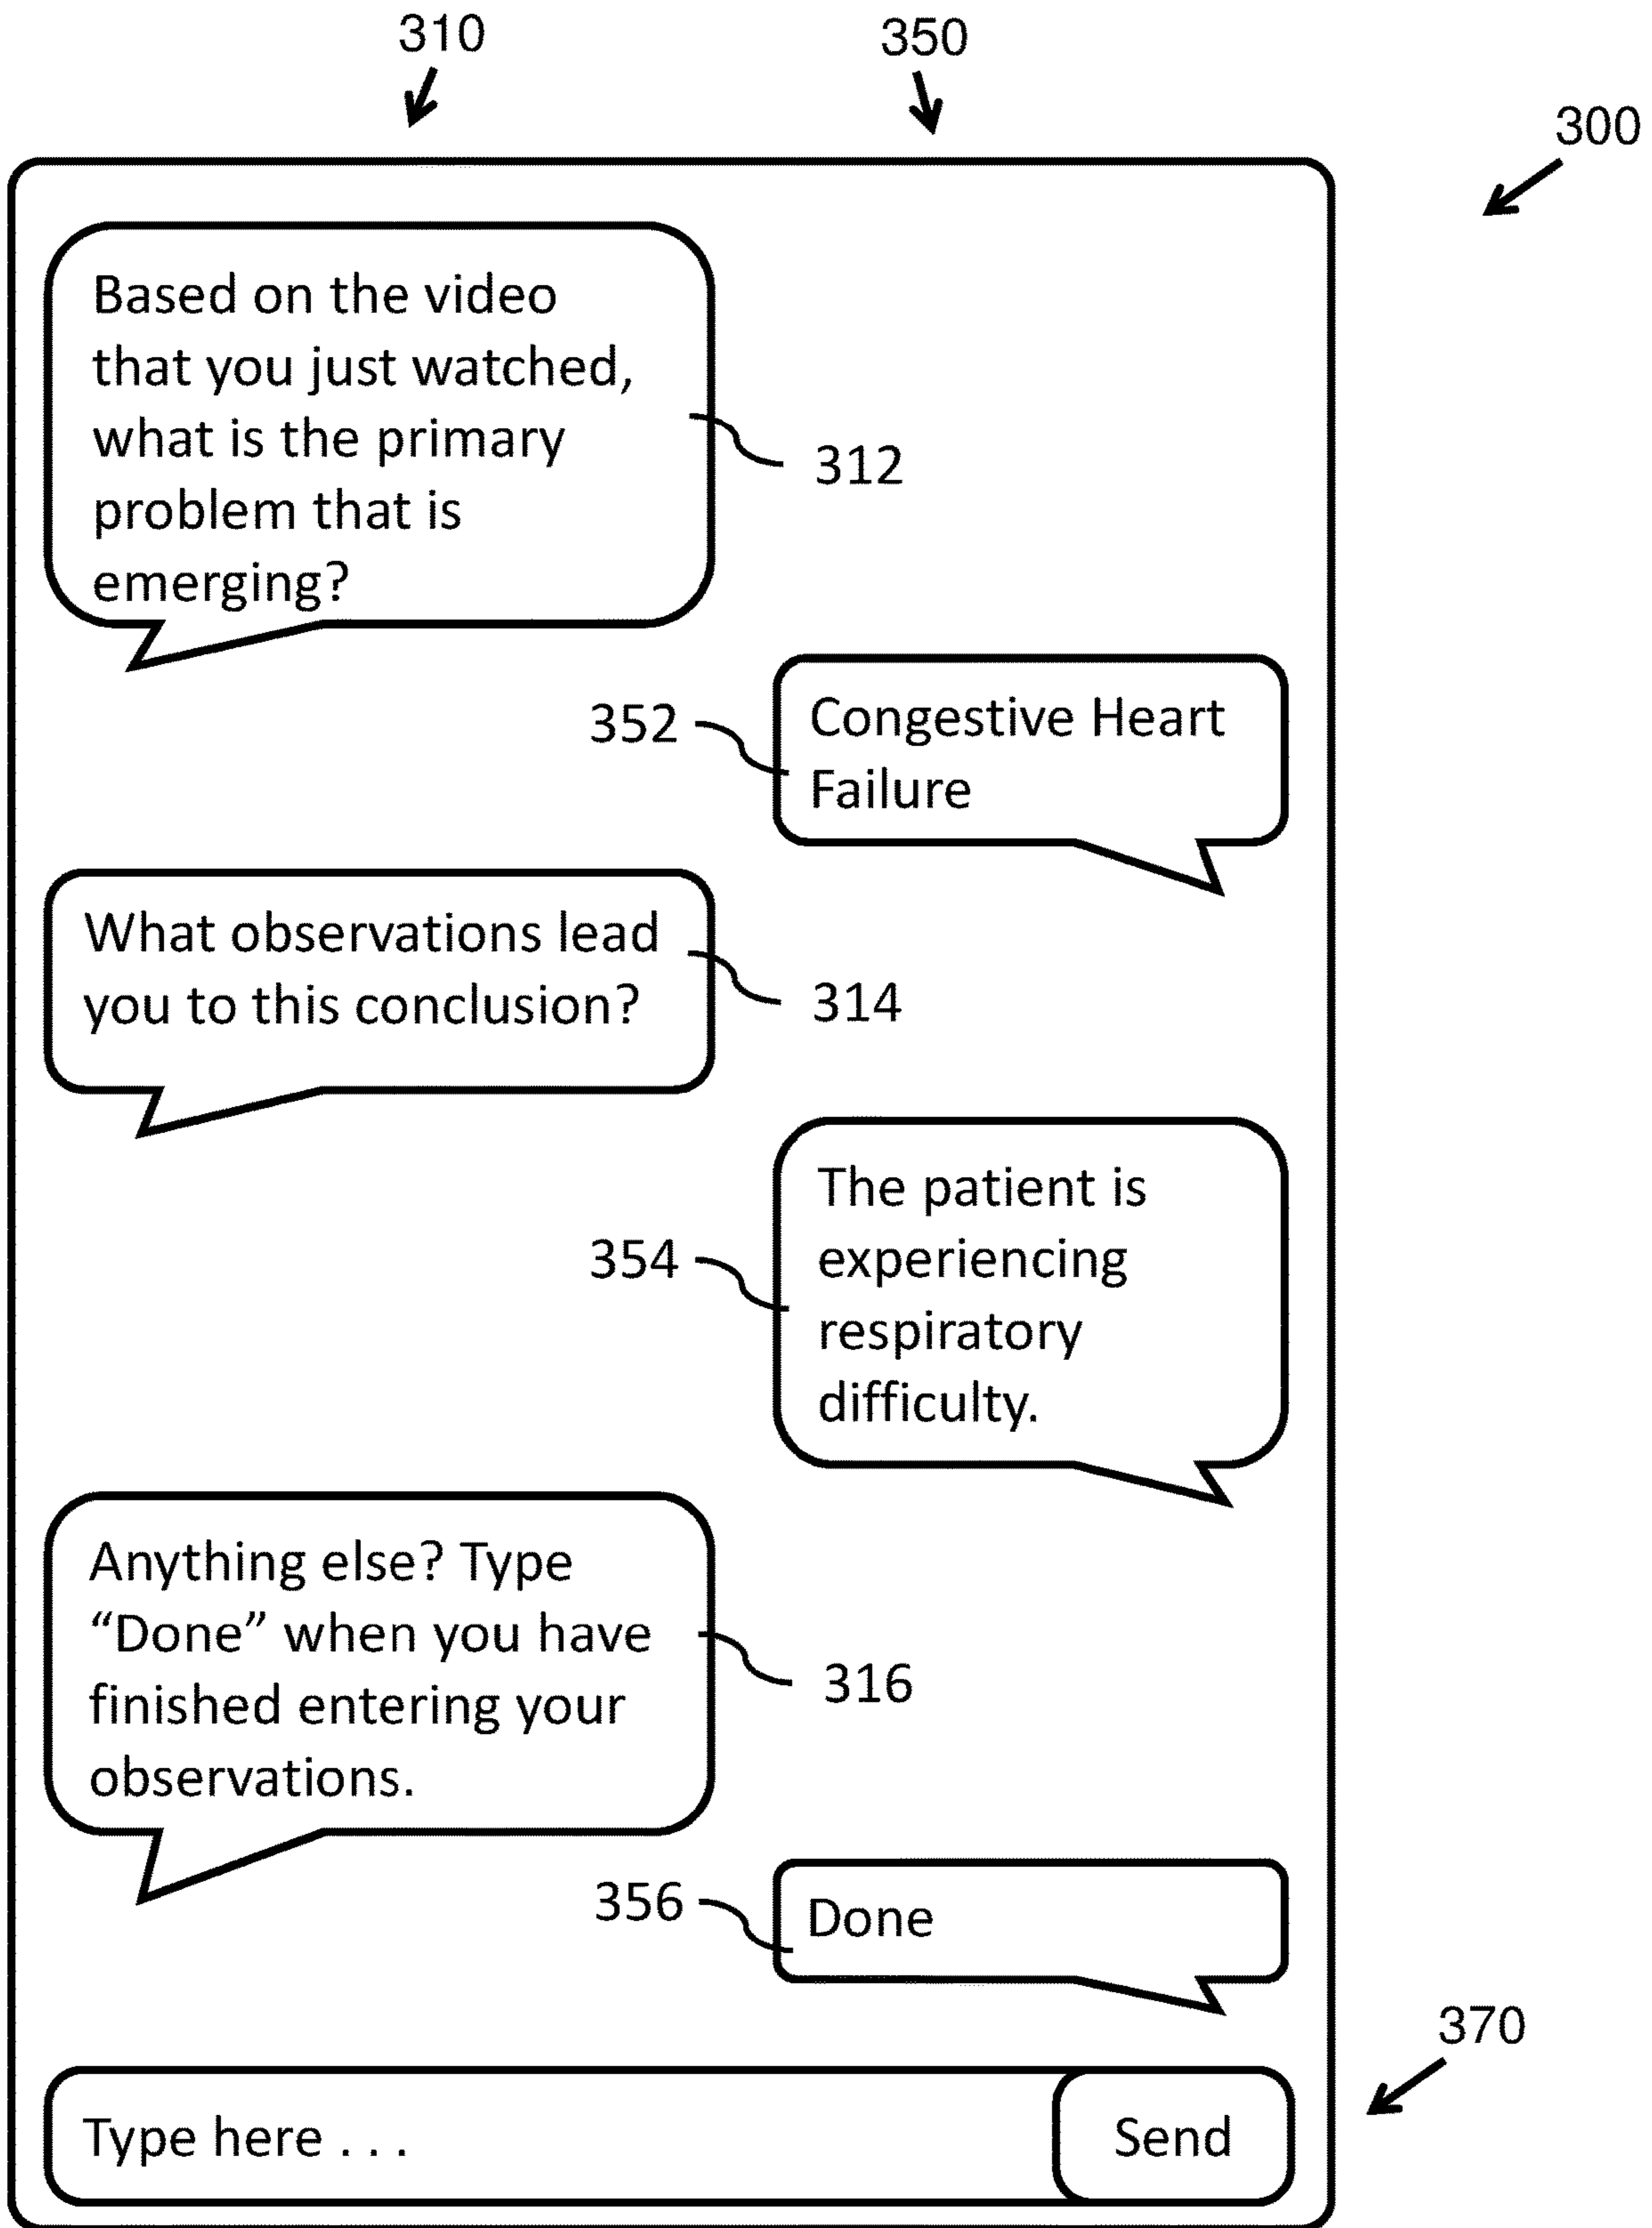 310
350
300
Based on the video
that you just watched,
what is the primary
problem that is
emerging?
312
352
Congestive Heart
Failure
What observations lead
you to this conclusion?
314
The patient is
experiencing
respiratory
difficulty.
354
Anything else? Type
“Done” when you have
finished entering your
observations.
316
356
Done
370
Type here . . .
Send